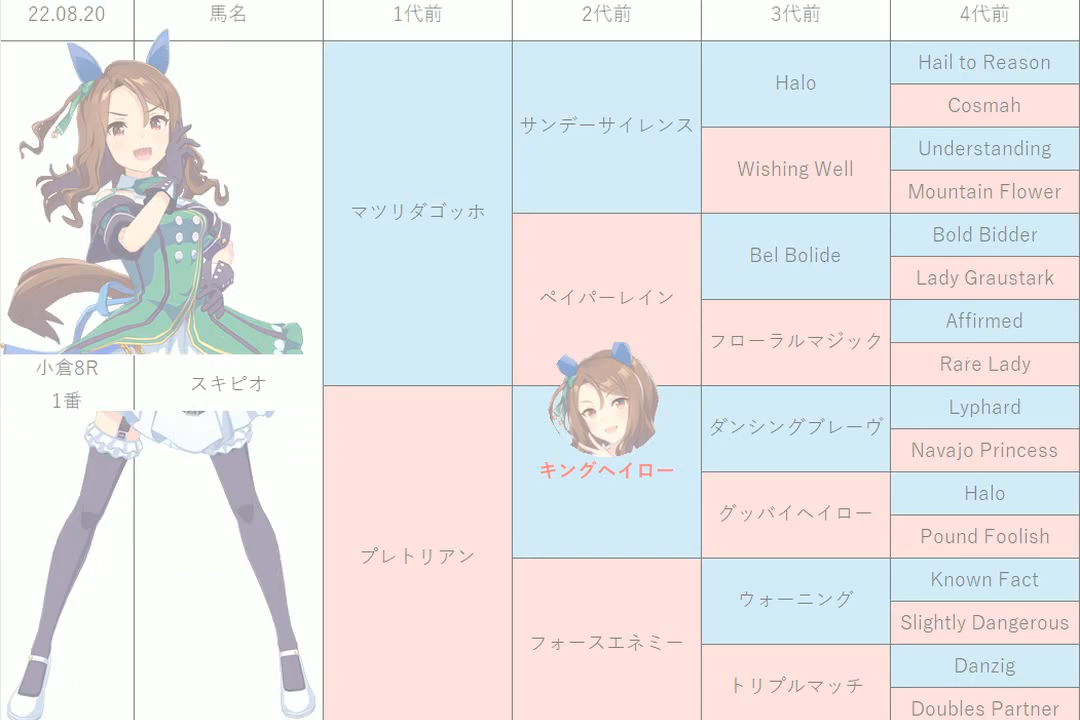 22.08.20
馬名
1代前
2代前
3代前
4代前
小倉8R
1番
スキピオ
マツリダゴッホ
プレトリアン
サンデーサイレンス
ペイパーレイン
キングヘイロー
フォースエネミー
Halo
Wishing Well
Bel Bolide
フローラルマジック
ダンシングブレーヴ
グッバイヘイロー
ウォーニング
トリプルマッチ
Hail to Reason
Cosmah
Understanding
Mountain Flower
Bold Bidder
Lady Graustark
Affirmed
Rare Lady
Lyphard
Navajo Princess
Halo
Pound Foolish
Known Fact
Slightly Dangerous
Danzig
Doubles Partner